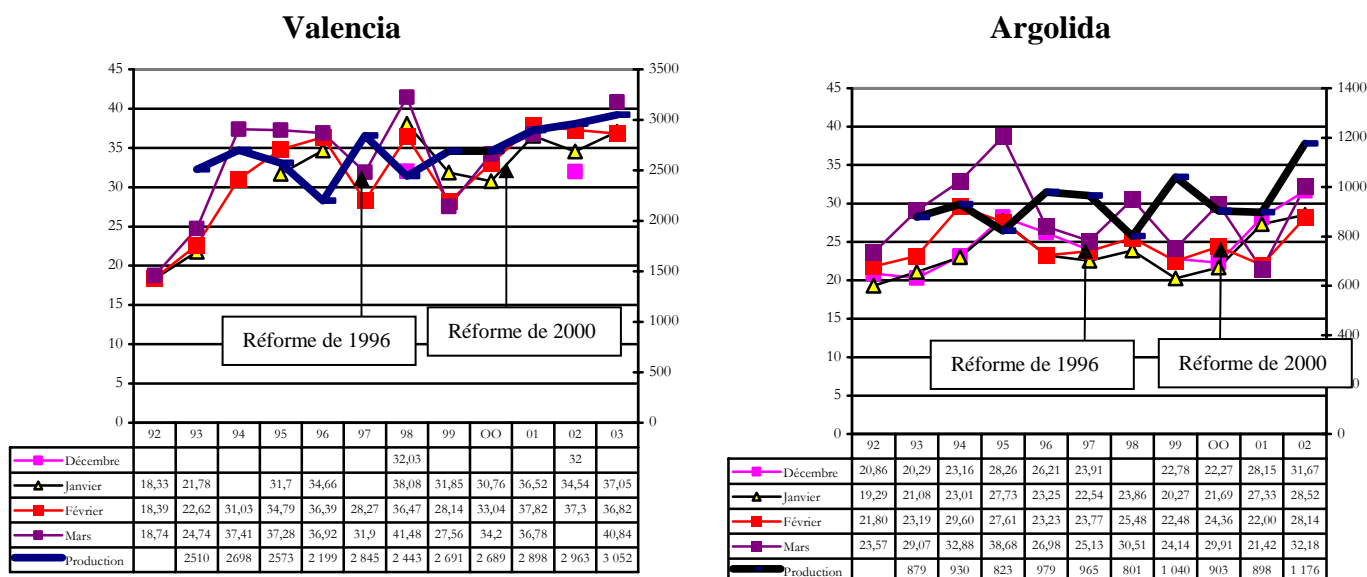 Valencia
45
40
35
30
25
20
15
10
5
0
3500
3000
2500
2000
1500
1000
500
0
Réforme de 1996
Réforme de 2000
92 93 94 95 96 97 98 99 OO 01 02 03
Décembre 32,03 32
Janvier 18,33 21,78 31,7 34,66 38,08 31,85 30,76 36,52 34,54 37,05
Février 18,39 22,62 31,03 34,79 36,39 28,27 36,47 28,14 33,04 37,82 37,3 36,82
Mars 18,74 24,74 37,41 37,28 36,92 31,9 41,48 27,56 34,2 36,78 40,84
Production 2510 2698 2573 2 199 2 845 2 443 2 691 2 689 2 898 2 963 3 052
Argolida
45
40
35
30
25
20
15
10
5
0
1400
1200
1000
800
600
400
0
Réforme de 1996
Réforme de 2000
92 93 94 95 96 97 98 99 OO 01 02
Décembre 20,86 20,29 23,16 28,26 26,21 23,91 22,78 22,27 28,15 31,67
Janvier 19,29 21,08 23,01 27,73 23,25 22,54 23,86 20,27 21,69 27,33 28,52
Février 21,80 23,19 29,60 27,61 23,23 23,77 25,48 22,48 24,36 22,00 28,14
Mars 23,57 29,07 32,88 38,68 26,98 25,13 30,51 24,14 29,91 21,42 32,18
Production 879 930 823 979 965 801 1 040 903 898 1 176